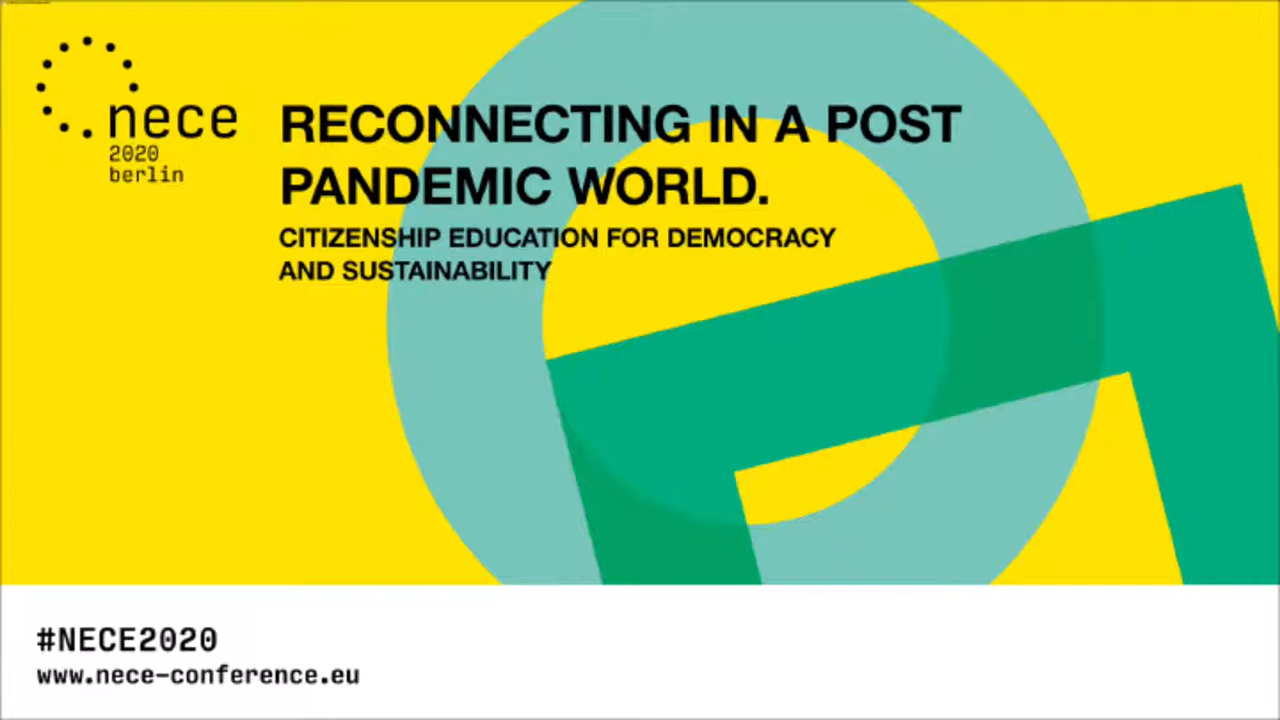 nece
2020
berlin
RECONNECTING IN A POST
PANDEMIC WORLD.
CITIZENSHIP EDUCATION FOR DEMOCRACY
AND SUSTAINABILITY
#NECE2020
www.nece-conference.eu